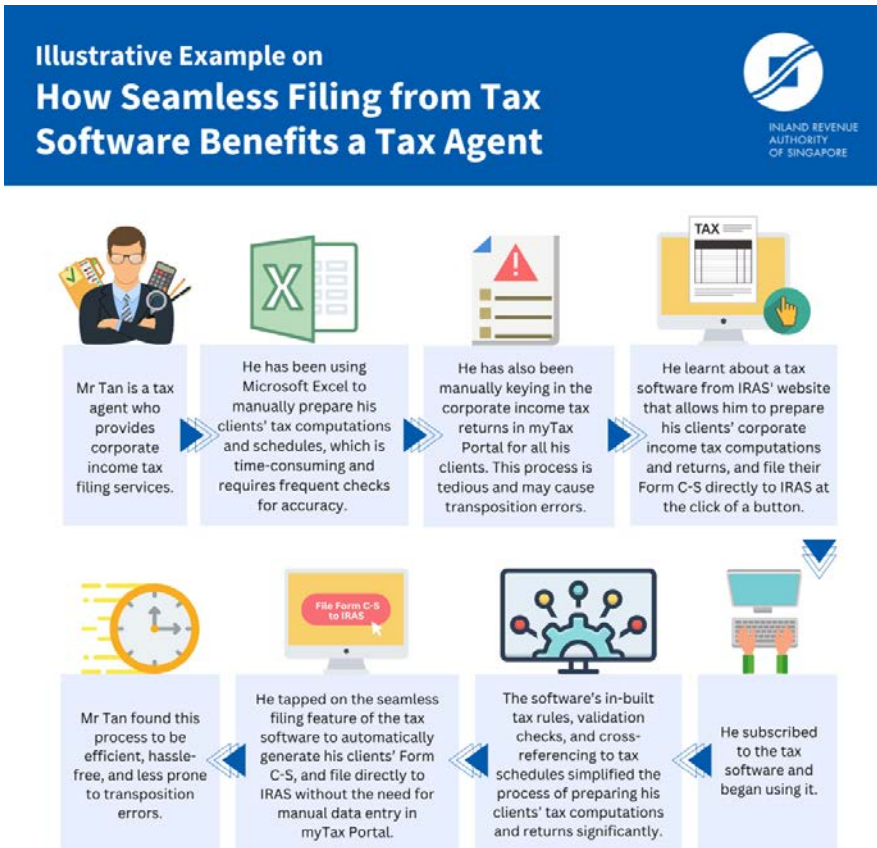 Illustrative Example on
How Seamless Filing from Tax
Software Benefits a Tax Agent
INLAND REVENUE
AUTHORITY
OF SINGAPORE
Mr Tan is a tax
agent who
provides
corporate
income tax
filing services.
X
He has been using
Microsoft Excel to
manually prepare his
clients' tax computations
and schedules, which is
time-consuming and
requires frequent checks
for accuracy.
!
He has also been
manually keying in the
corporate income tax
returns in myTax
Portal for all his
clients. This process is
tedious and may cause
transposition errors.
TAX
He learnt about a tax
software from IRAS' website
that allows him to prepare
his clients' corporate
income tax computations
and returns, and file their
Form C-S directly to IRAS at
the click of a button.
He subscribed
to the tax
software and
began using it.
The software's in-built
tax rules, validation
checks, and cross-
referencing to tax
schedules simplified the
process of preparing his
clients' tax computations
and returns significantly.
File Form C-S
to IRAS
He tapped on the seamless
filing feature of the tax
software to automatically
generate his clients' Form
C-S, and file directly to
IRAS without the need for
manual data entry in
myTax Portal.
Mr Tan found this
process to be
efficient, hassle-
free, and less prone
to transposition
errors.